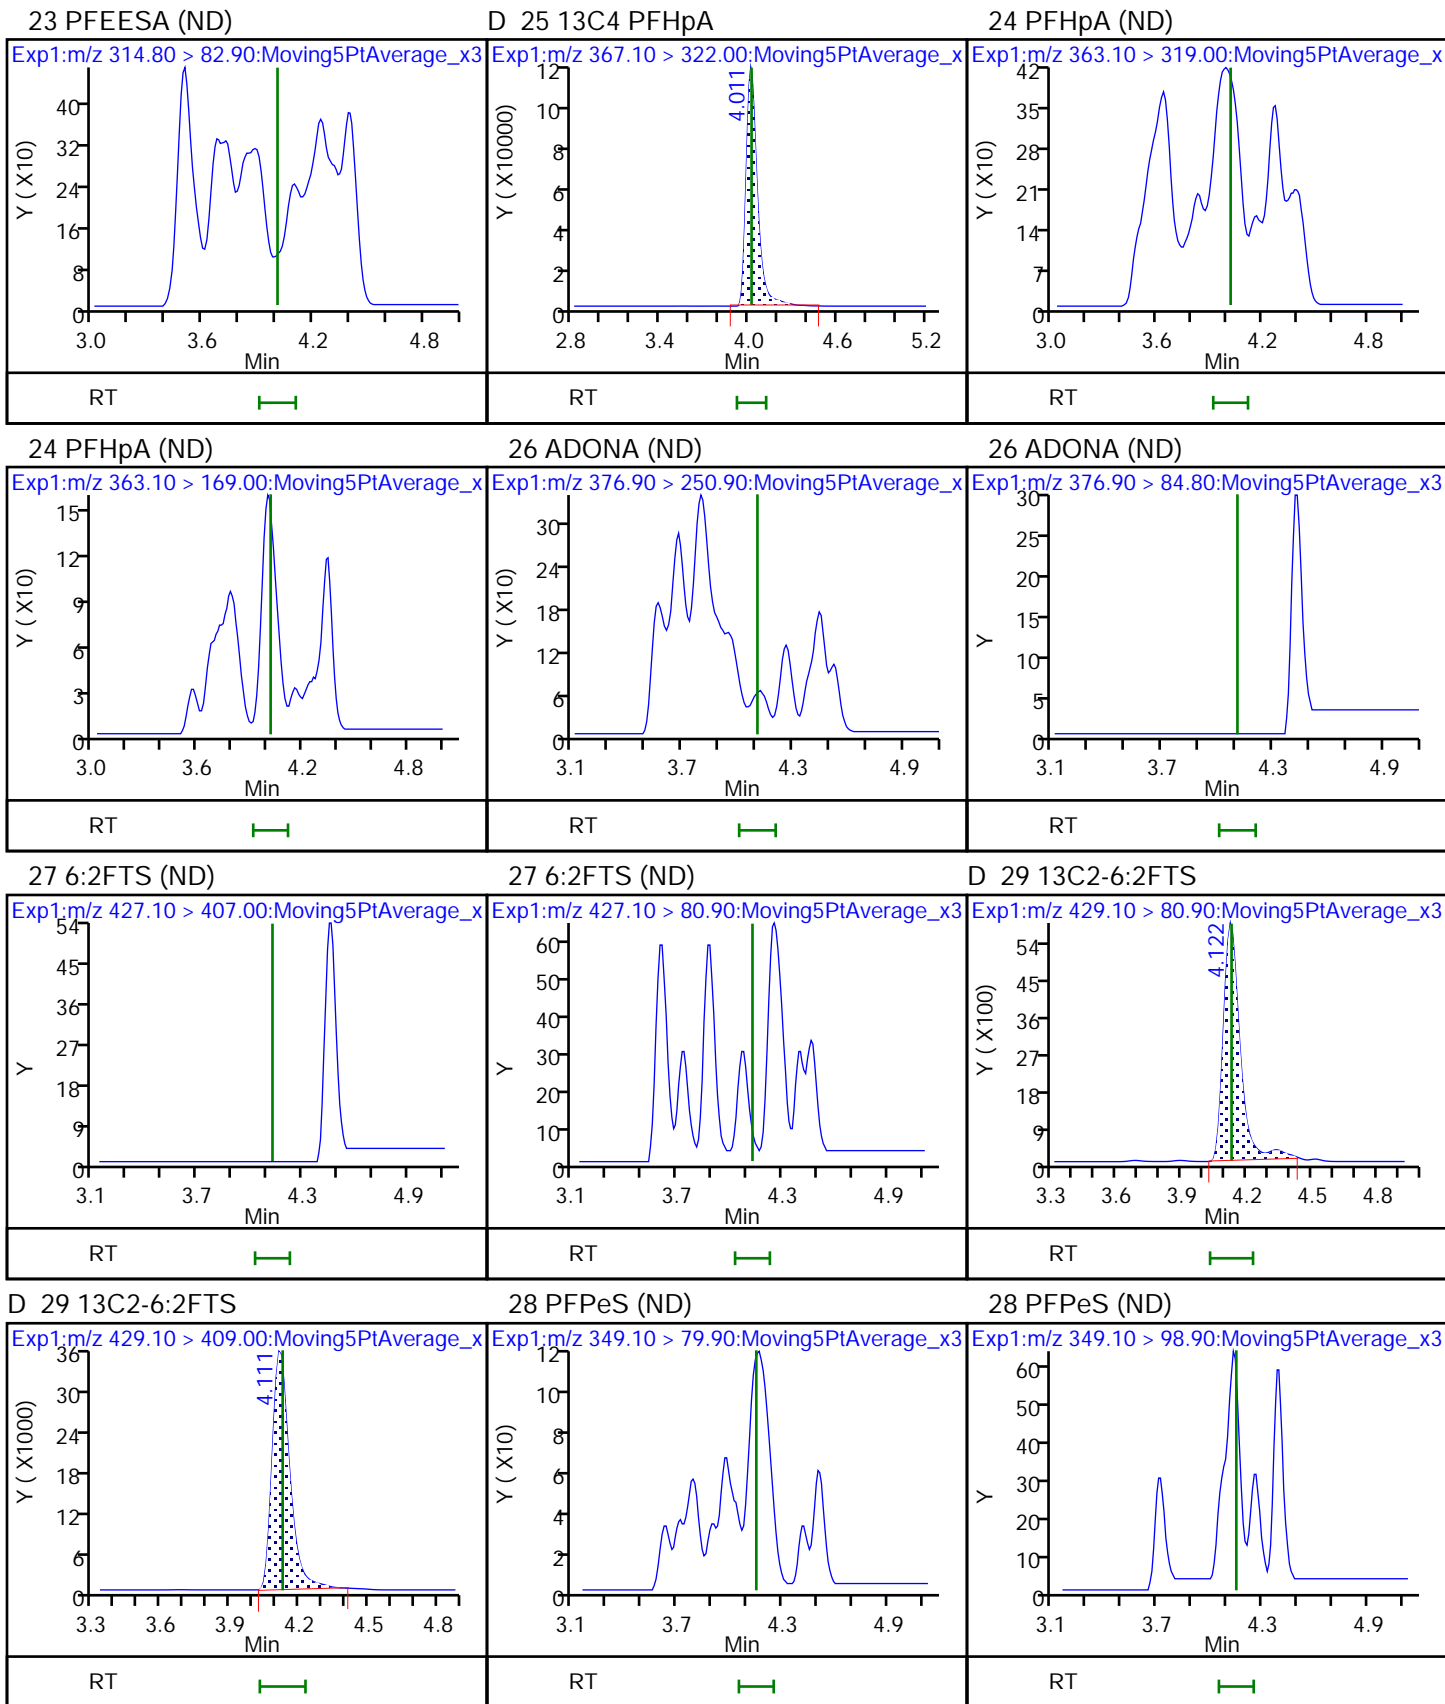 23 PFEESA (ND)
Exp1:m/z 314.80 > 82.90:Moving5PtAverage_x3
Y ( X10)
40
32
24
16
8
0
3.0 3.6 4.2 4.8
Min
RT
D 25 13C4 PFHpA
Exp1:m/z 367.10 > 322.00:Moving5PtAverage_x
4.011
Y ( X10000)
12
10
8
6
4
2
0
2.8 3.4 4.0 4.6 5.2
Min
RT
24 PFHpA (ND)
Exp1:m/z 363.10 > 319.00:Moving5PtAverage_x
Y ( X10)
42
35
28
21
14
7
0
3.0 3.6 4.2 4.8
Min
RT
24 PFHpA (ND)
Exp1:m/z 363.10 > 169.00:Moving5PtAverage_x
Y ( X10)
15
12
9
6
3
0
3.0 3.6 4.2 4.8
Min
RT
26 ADONA (ND)
Exp1:m/z 376.90 > 250.90:Moving5PtAverage_x
Y ( X10)
30
24
18
12
6
0
3.1 3.7 4.3 4.9
Min
RT
26 ADONA (ND)
Exp1:m/z 376.90 > 84.80:Moving5PtAverage_x3
Y
30
25
20
15
10
5
0
3.1 3.7 4.3 4.9
Min
RT
27 6:2FTS (ND)
Exp1:m/z 427.10 > 407.00:Moving5PtAverage_x
Y
54
45
36
27
18
9
0
3.1 3.7 4.3 4.9
Min
RT
27 6:2FTS (ND)
Exp1:m/z 427.10 > 80.90:Moving5PtAverage_x3
Y
60
50
40
30
20
10
0
3.1 3.7 4.3 4.9
Min
RT
D 29 13C2-6:2FTS
Exp1:m/z 429.10 > 80.90:Moving5PtAverage_x3
4.122
Y ( X100)
54
45
36
27
18
9
0
3.3 3.6 3.9 4.2 4.5 4.8
Min
RT
D 29 13C2-6:2FTS
Exp1:m/z 429.10 > 409.00:Moving5PtAverage_x
4.111
Y ( X1000)
36
30
24
18
12
6
0
3.3 3.6 3.9 4.2 4.5 4.8
Min
RT
28 PFPeS (ND)
Exp1:m/z 349.10 > 79.90:Moving5PtAverage_x3
Y ( X10)
12
10
8
6
4
2
0
3.1 3.7 4.3 4.9
Min
RT
28 PFPeS (ND)
Exp1:m/z 349.10 > 98.90:Moving5PtAverage_x3
Y
60
50
40
30
20
10
0
3.1 3.7 4.3 4.9
Min
RT